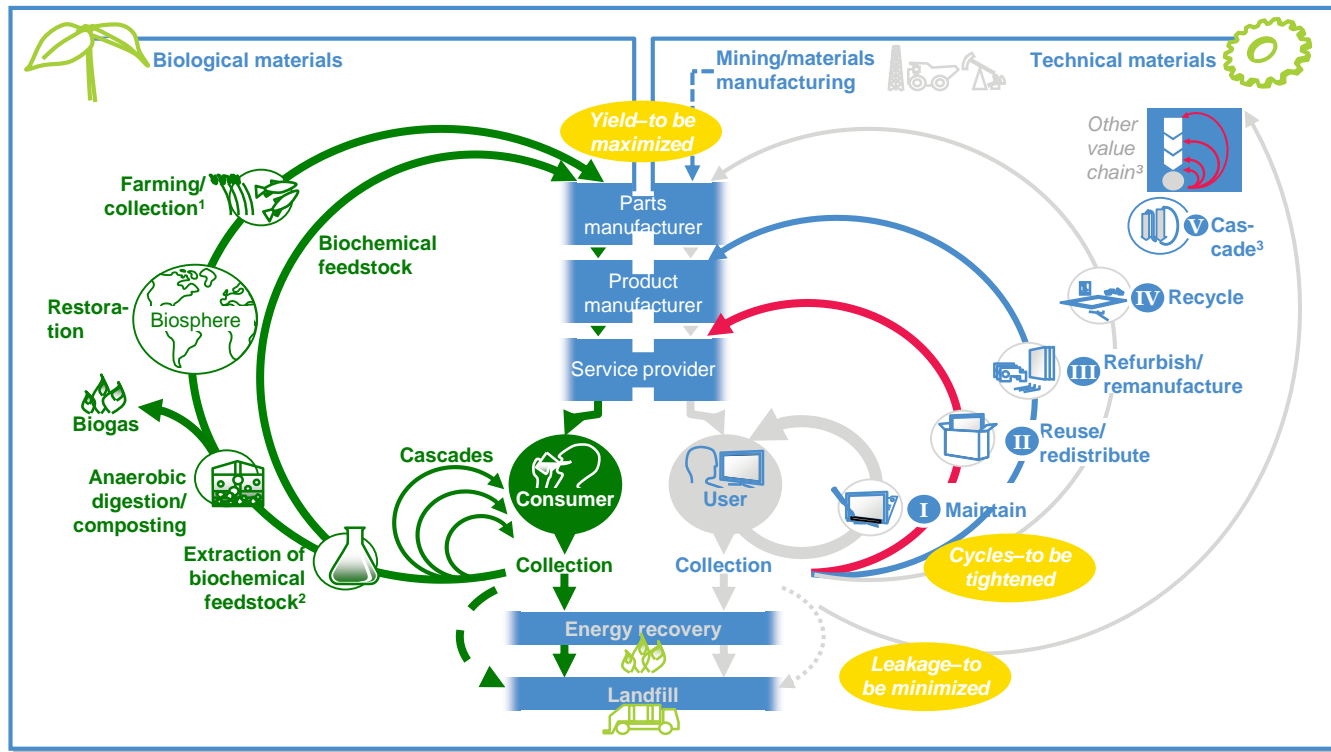 Biological materials
Mining/materials
manufacturing
Technical materials
Yield–to be
maximized
Other
value
chain³
Farming/
collection¹
Parts
manufacturer
V
Cas-
cade³
Biochemical
feedstock
Product
manufacturer
IV
Recycle
Restora-
tion
Biosphere
Service provider
III
Refurbish/
remanufacture
Biogas
II
Reuse/
redistribute
Cascades
Anaerobic
digestion/
composting
Consumer
User
I
Maintain
Extraction of
biochemical
feedstock²
Collection
Collection
Cycles–to be
tightened
Energy recovery
Leakage–to
be minimized
Landfill